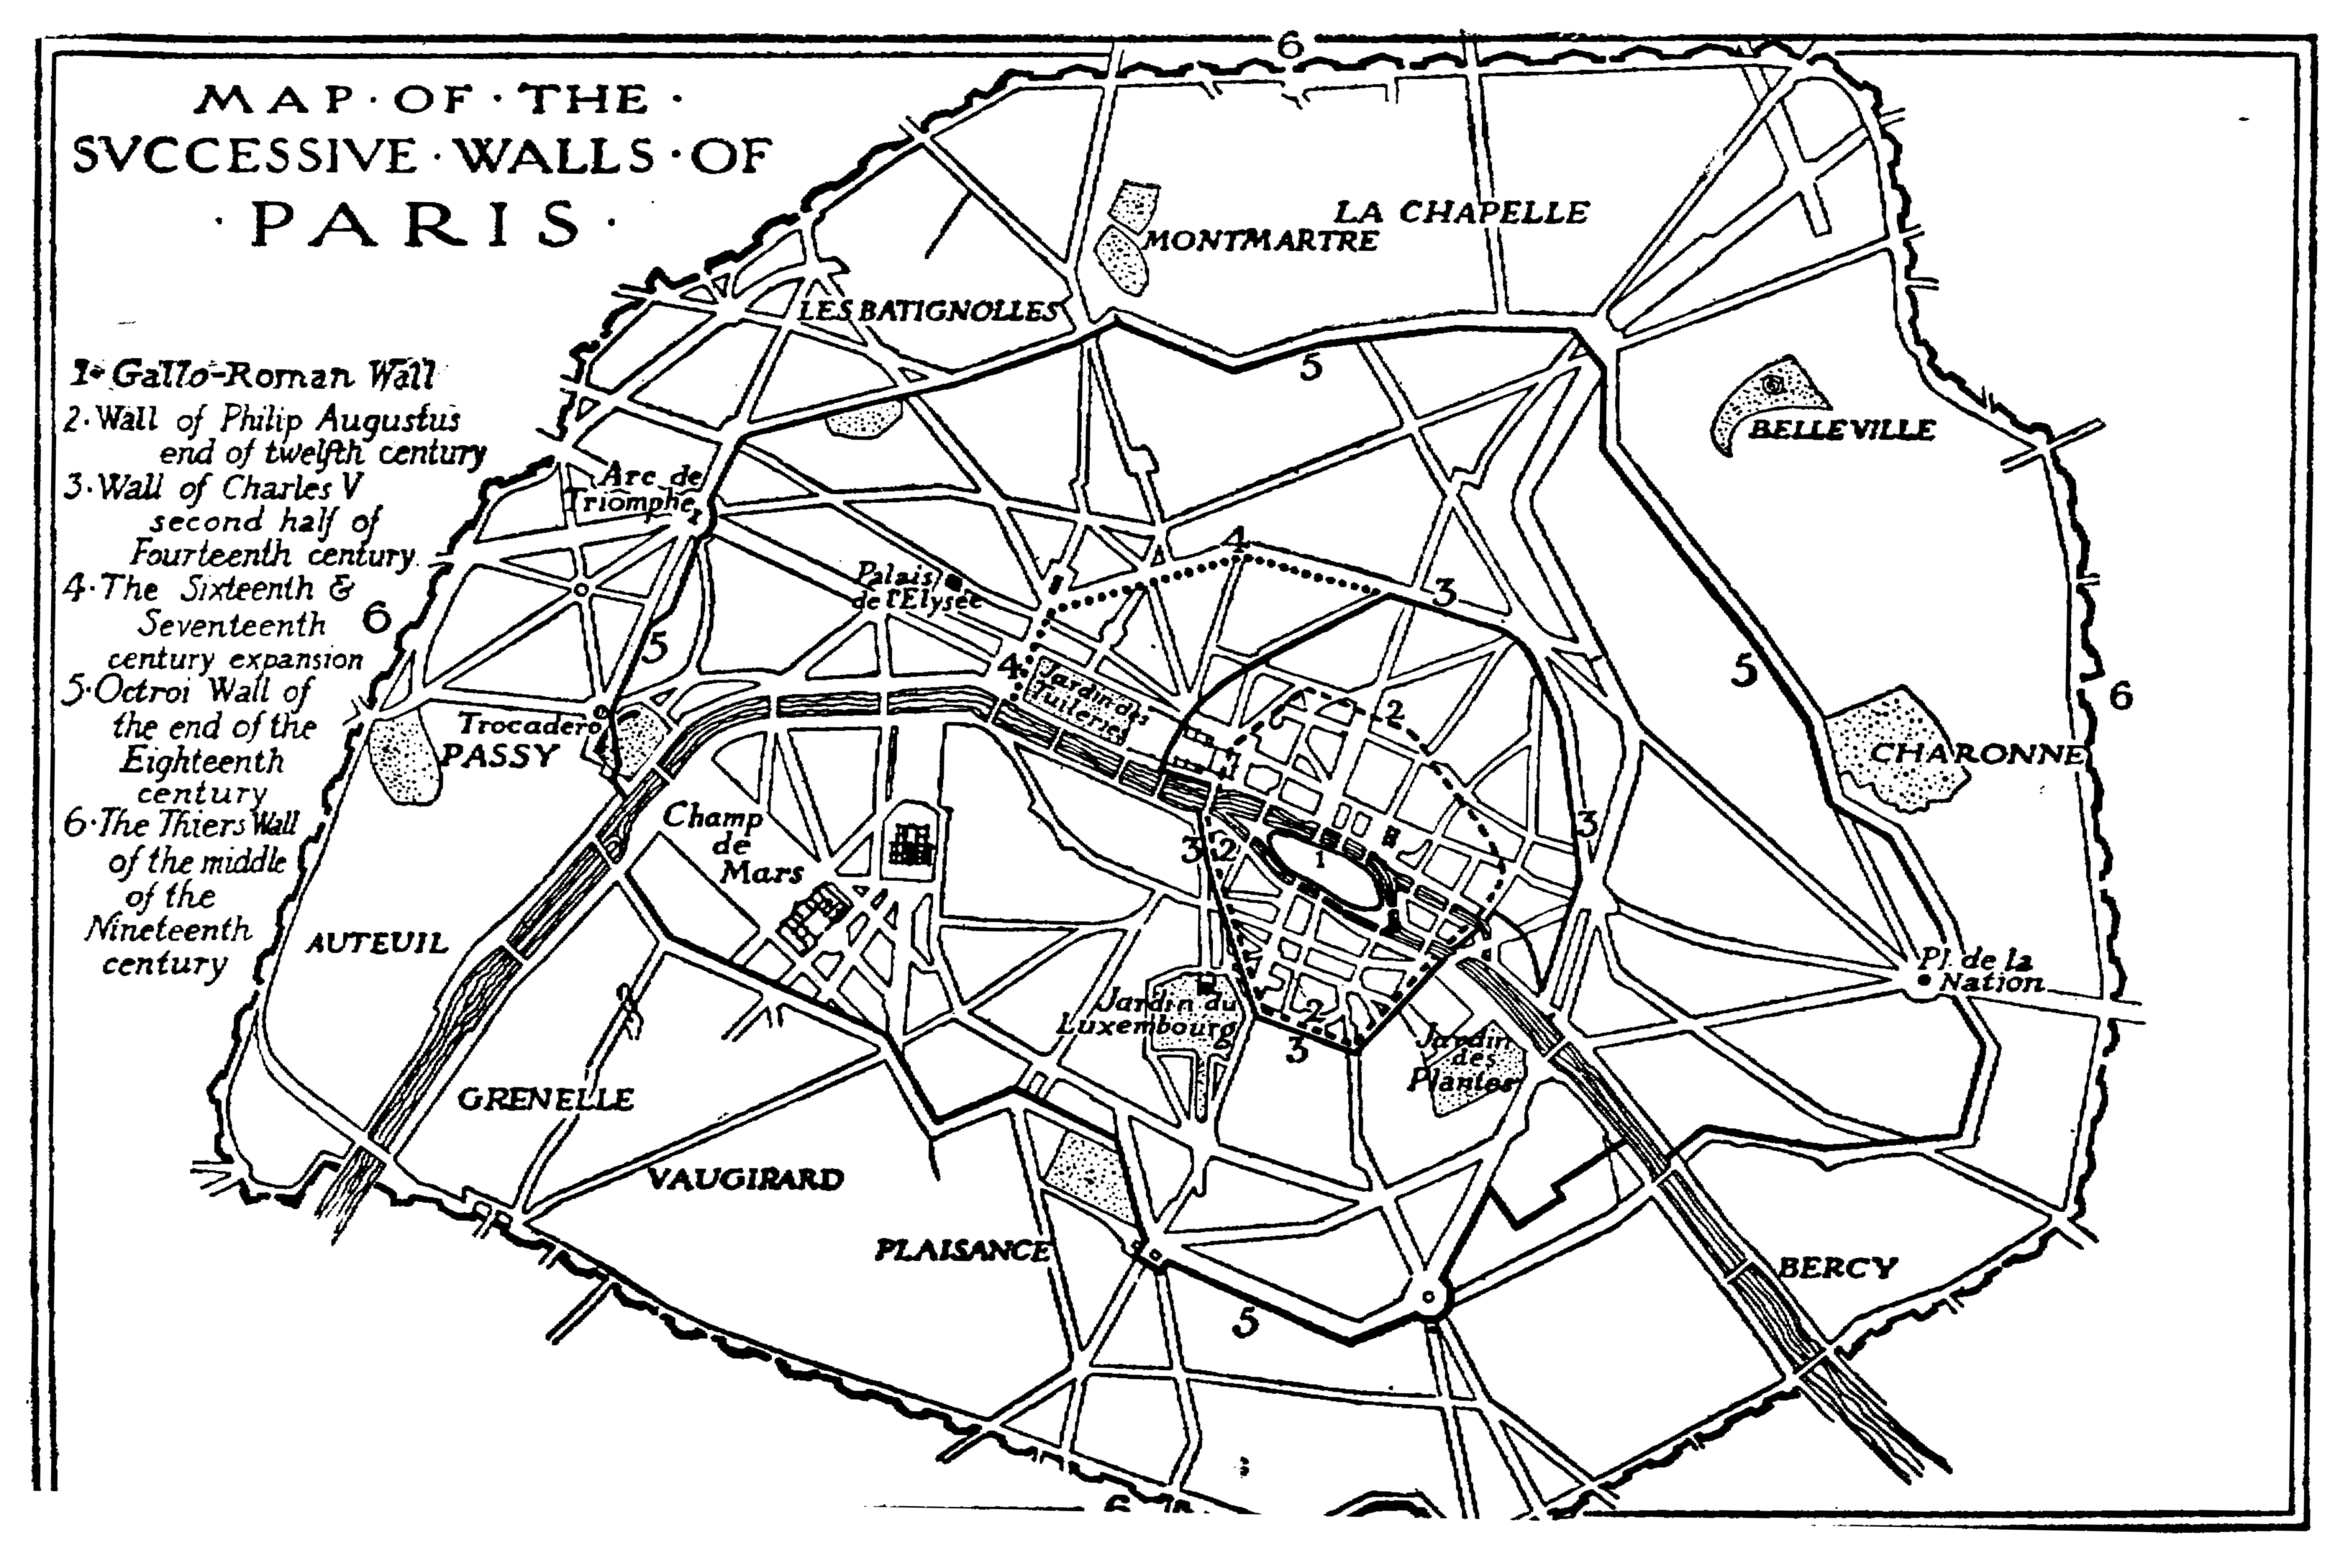 MAP · OF · THE ·
SVCCESSIVE · WALLS · OF
· PARIS ·
1· Gallo-Roman Wall
2· Wall of Philip Augustus
end of twelfth century
3· Wall of Charles V
second half of
Fourteenth century.
4· The Sixteenth &
Seventeenth
century expansion
5· Octroi Wall of
the end of the
Eighteenth
century
6· The Thiers Wall
of the middle
of the
Nineteenth
century
6
LA CHAPELLE
MONTMARTRE
LES BATIGNOLLES
5
BELLEVILLE
Arc de
Triomphe
4
Palais
de l'Elysée
3
6
5
4
Jardin des
Tuileries
5
6
2
Trocadero
PASSY
CHARONNE
Champ
de
Mars
3
3
2
1
AUTEUIL
Pl. de la
Nation
Jardin du
Luxembourg
2
3
Jardin
des
Plantes
GRENELLE
VAUGIRARD
PLAISANCE
BERCY
5
6